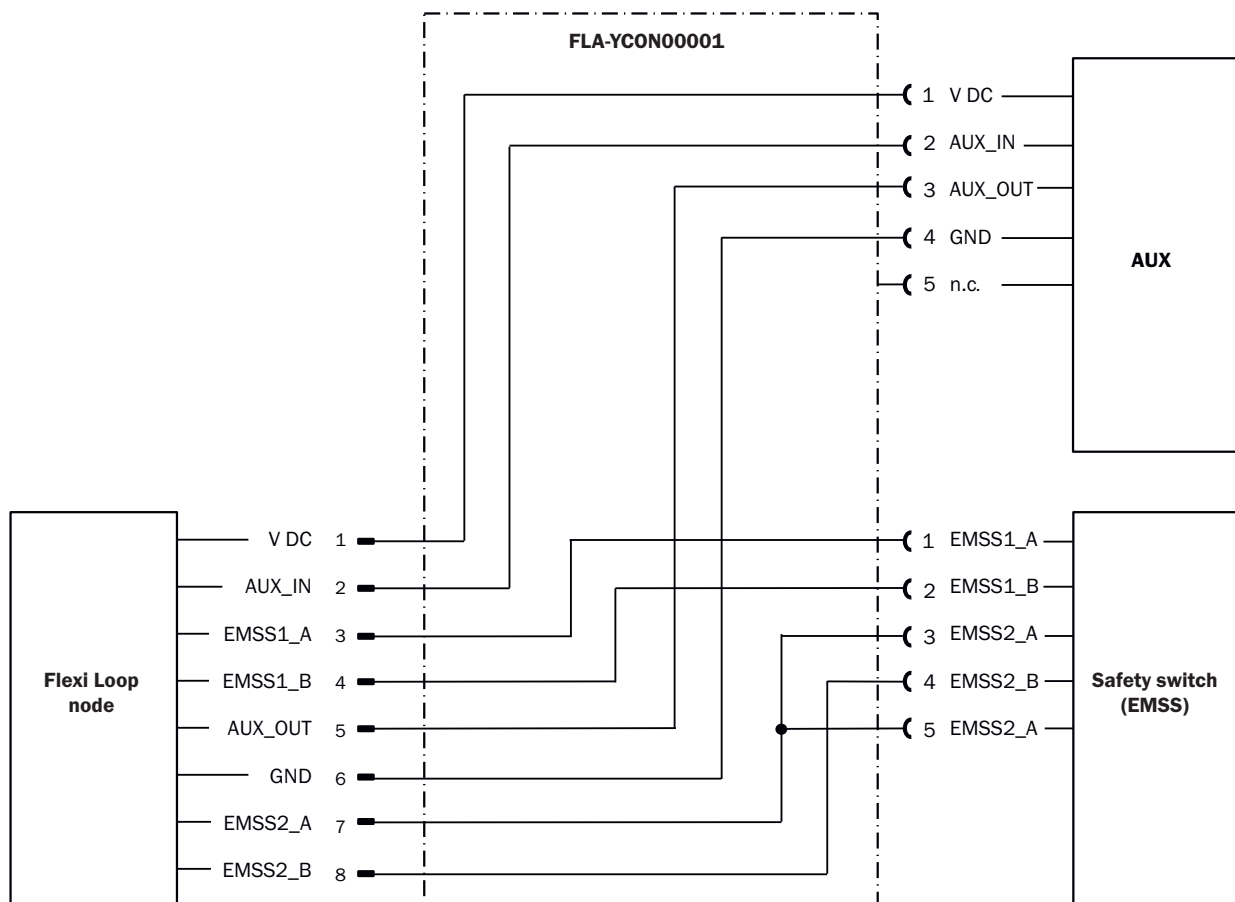 FLA-YCON00001
1 V DC
2 AUX_IN
3 AUX_OUT
4 GND
5 n.c.
AUX
V DC 1
AUX_IN 2
EMSS1_A 3
EMSS1_B 4
AUX_OUT 5
GND 6
EMSS2_A 7
EMSS2_B 8
Flexi Loop
node
1 EMSS1_A
2 EMSS1_B
3 EMSS2_A
4 EMSS2_B
5 EMSS2_A
Safety switch
(EMSS)